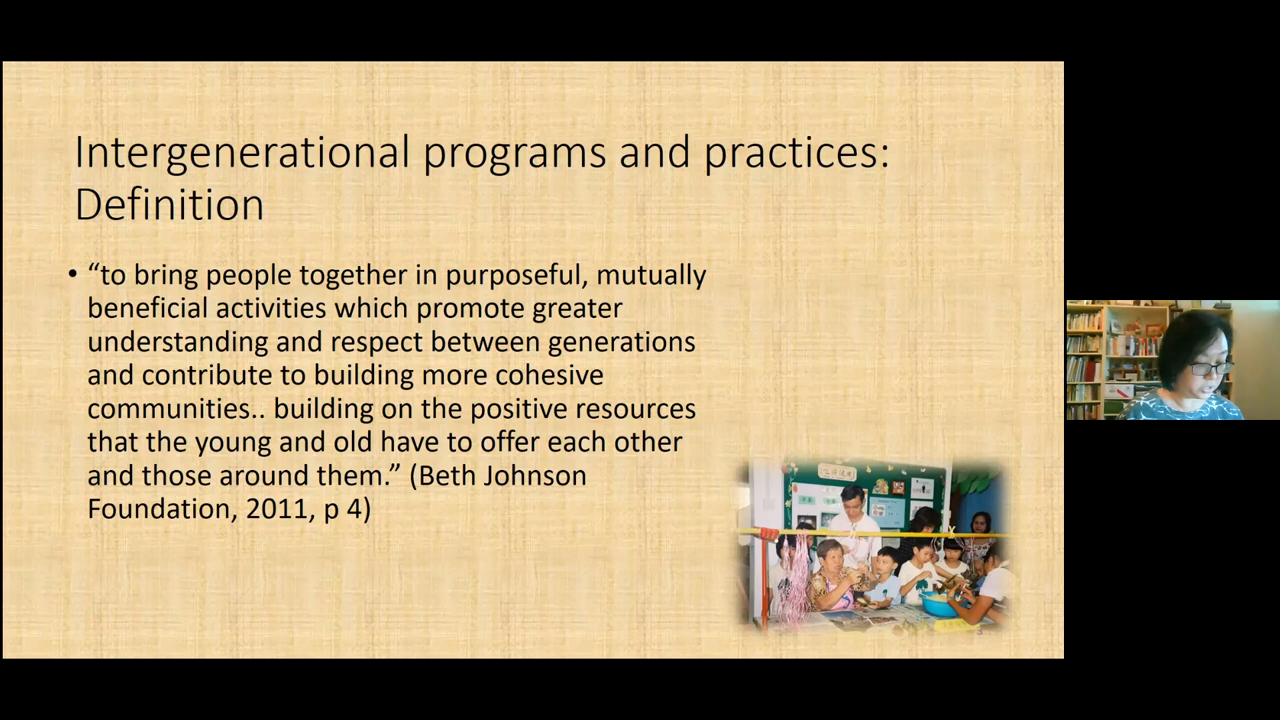 Intergenerational programs and practices:
Definition
• “to bring people together in purposeful, mutually
beneficial activities which promote greater
understanding and respect between generations
and contribute to building more cohesive
communities.. building on the positive resources
that the young and old have to offer each other
and those around them.” (Beth Johnson
Foundation, 2011, p 4)